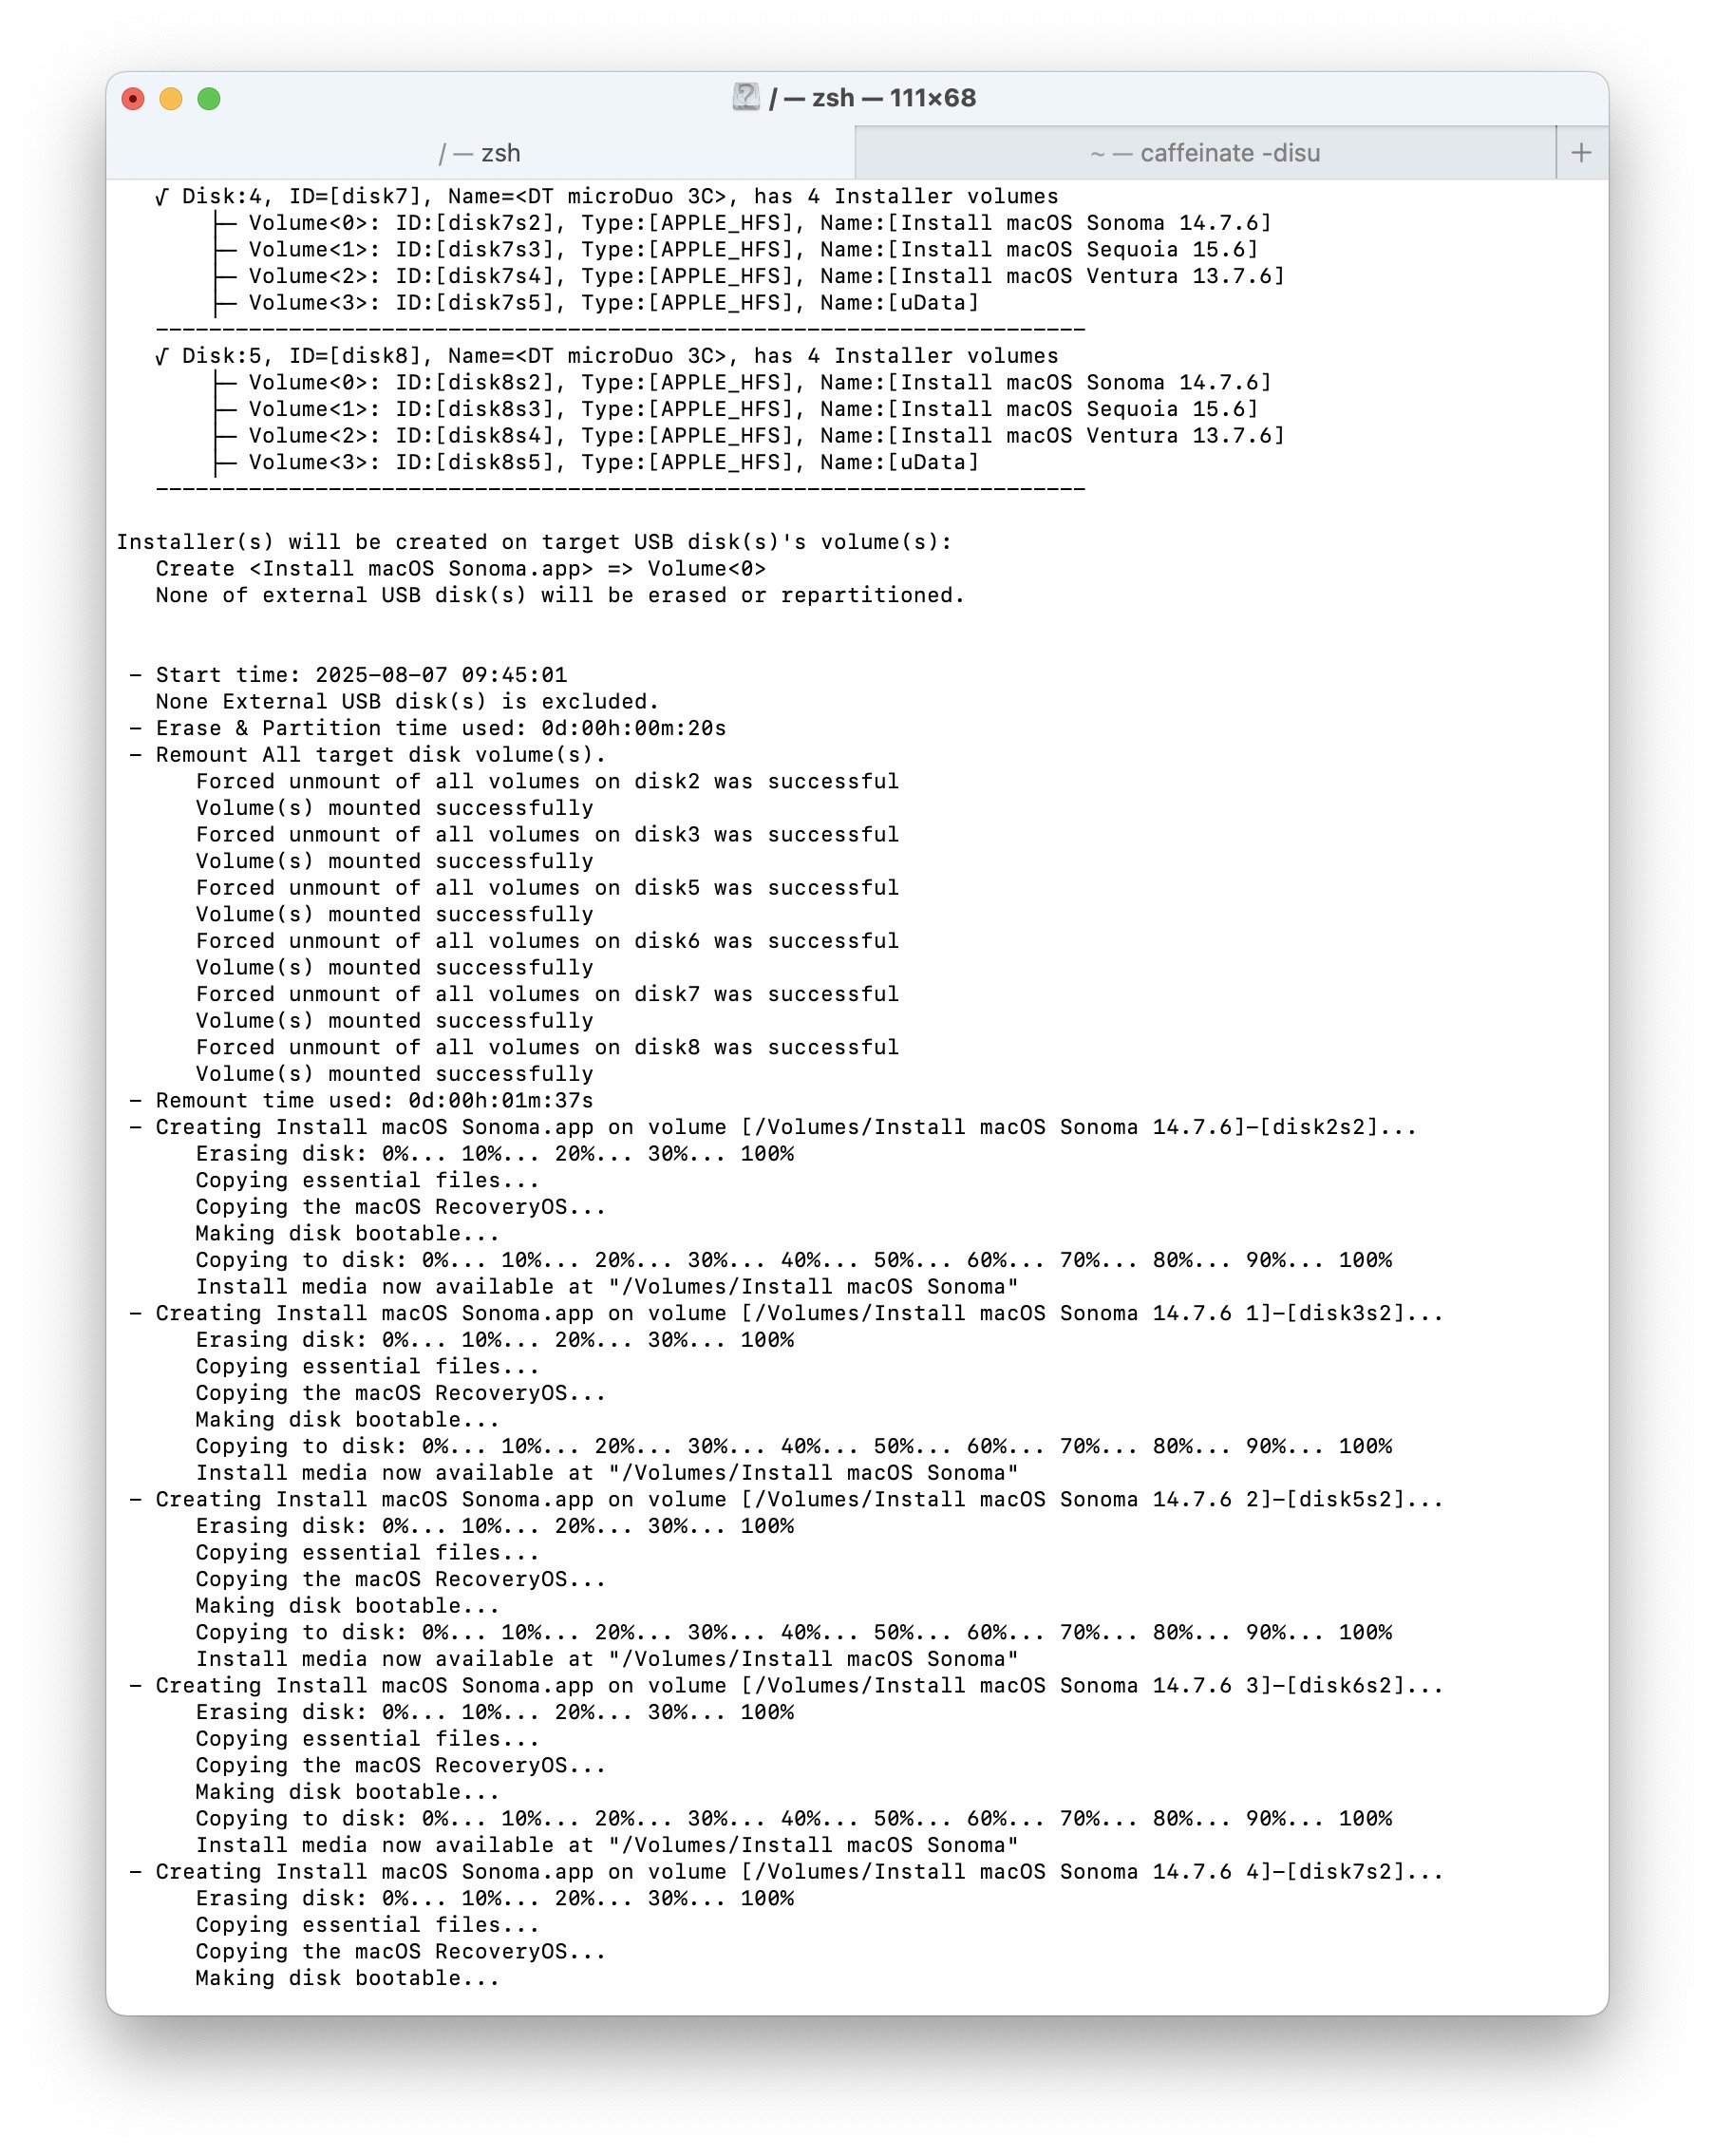 / — zsh — 111×68
/ — zsh
~ — caffeinate -disu
+
√ Disk:4, ID=[disk7], Name=<DT microDuo 3C>, has 4 Installer volumes
├─ Volume<0>: ID:[disk7s2], Type:[APPLE_HFS], Name:[Install macOS Sonoma 14.7.6]
├─ Volume<1>: ID:[disk7s3], Type:[APPLE_HFS], Name:[Install macOS Sequoia 15.6]
├─ Volume<2>: ID:[disk7s4], Type:[APPLE_HFS], Name:[Install macOS Ventura 13.7.6]
├─ Volume<3>: ID:[disk7s5], Type:[APPLE_HFS], Name:[uData]
----------------------------------------------------------------------
√ Disk:5, ID=[disk8], Name=<DT microDuo 3C>, has 4 Installer volumes
├─ Volume<0>: ID:[disk8s2], Type:[APPLE_HFS], Name:[Install macOS Sonoma 14.7.6]
├─ Volume<1>: ID:[disk8s3], Type:[APPLE_HFS], Name:[Install macOS Sequoia 15.6]
├─ Volume<2>: ID:[disk8s4], Type:[APPLE_HFS], Name:[Install macOS Ventura 13.7.6]
├─ Volume<3>: ID:[disk8s5], Type:[APPLE_HFS], Name:[uData]
----------------------------------------------------------------------
Installer(s) will be created on target USB disk(s)'s volume(s):
Create <Install macOS Sonoma.app> => Volume<0>
None of external USB disk(s) will be erased or repartitioned.
- Start time: 2025-08-07 09:45:01
None External USB disk(s) is excluded.
- Erase & Partition time used: 0d:00h:00m:20s
- Remount All target disk volume(s).
Forced unmount of all volumes on disk2 was successful
Volume(s) mounted successfully
Forced unmount of all volumes on disk3 was successful
Volume(s) mounted successfully
Forced unmount of all volumes on disk5 was successful
Volume(s) mounted successfully
Forced unmount of all volumes on disk6 was successful
Volume(s) mounted successfully
Forced unmount of all volumes on disk7 was successful
Volume(s) mounted successfully
Forced unmount of all volumes on disk8 was successful
Volume(s) mounted successfully
- Remount time used: 0d:00h:01m:37s
- Creating Install macOS Sonoma.app on volume [/Volumes/Install macOS Sonoma 14.7.6]-[disk2s2]...
Erasing disk: 0%... 10%... 20%... 30%... 100%
Copying essential files...
Copying the macOS RecoveryOS...
Making disk bootable...
Copying to disk: 0%... 10%... 20%... 30%... 40%... 50%... 60%... 70%... 80%... 90%... 100%
Install media now available at "/Volumes/Install macOS Sonoma"
- Creating Install macOS Sonoma.app on volume [/Volumes/Install macOS Sonoma 14.7.6 1]-[disk3s2]...
Erasing disk: 0%... 10%... 20%... 30%... 100%
Copying essential files...
Copying the macOS RecoveryOS...
Making disk bootable...
Copying to disk: 0%... 10%... 20%... 30%... 40%... 50%... 60%... 70%... 80%... 90%... 100%
Install media now available at "/Volumes/Install macOS Sonoma"
- Creating Install macOS Sonoma.app on volume [/Volumes/Install macOS Sonoma 14.7.6 2]-[disk5s2]...
Erasing disk: 0%... 10%... 20%... 30%... 100%
Copying essential files...
Copying the macOS RecoveryOS...
Making disk bootable...
Copying to disk: 0%... 10%... 20%... 30%... 40%... 50%... 60%... 70%... 80%... 90%... 100%
Install media now available at "/Volumes/Install macOS Sonoma"
- Creating Install macOS Sonoma.app on volume [/Volumes/Install macOS Sonoma 14.7.6 3]-[disk6s2]...
Erasing disk: 0%... 10%... 20%... 30%... 100%
Copying essential files...
Copying the macOS RecoveryOS...
Making disk bootable...
Copying to disk: 0%... 10%... 20%... 30%... 40%... 50%... 60%... 70%... 80%... 90%... 100%
Install media now available at "/Volumes/Install macOS Sonoma"
- Creating Install macOS Sonoma.app on volume [/Volumes/Install macOS Sonoma 14.7.6 4]-[disk7s2]...
Erasing disk: 0%... 10%... 20%... 30%... 100%
Copying essential files...
Copying the macOS RecoveryOS...
Making disk bootable...